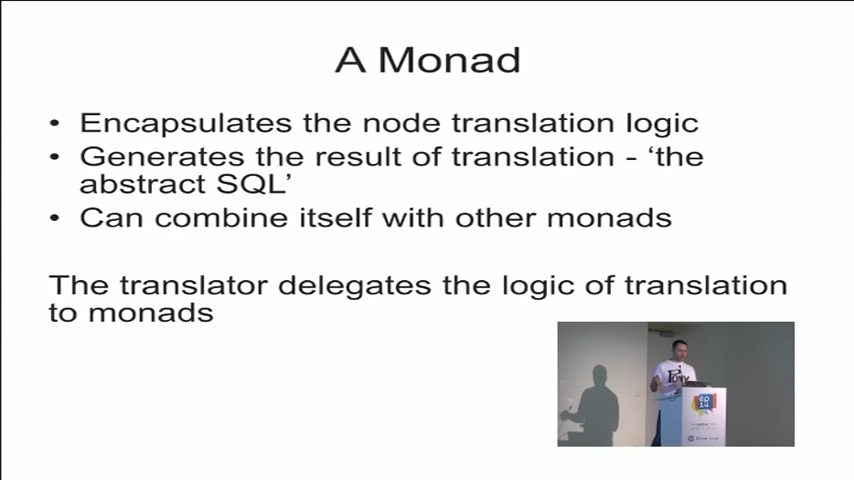 A Monad
• Encapsulates the node translation logic
• Generates the result of translation - ‘the
abstract SQL’
• Can combine itself with other monads
The translator delegates the logic of translation
to monads